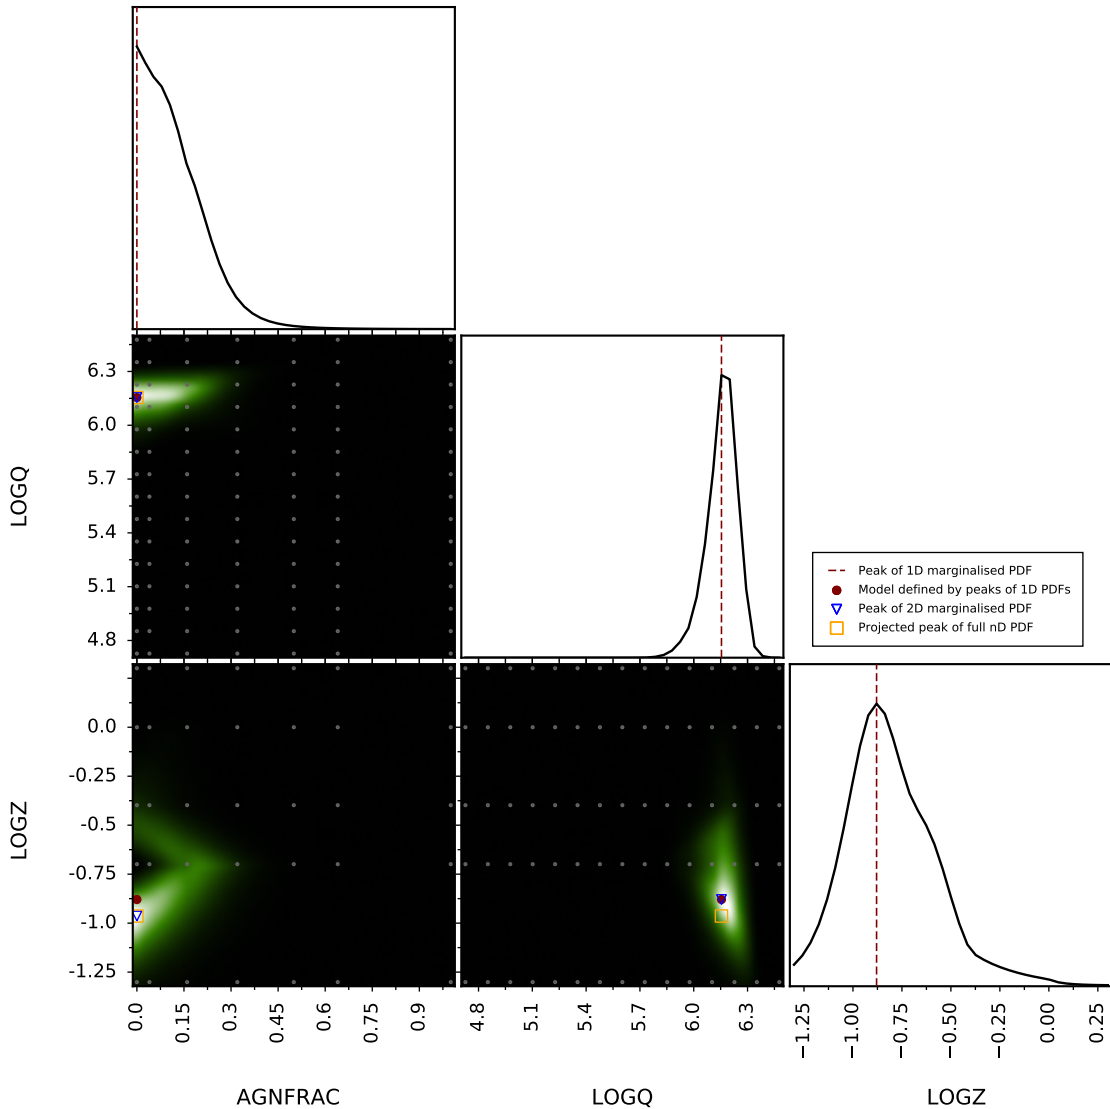 6.3
6.0
5.7
5.4
5.1
4.8
LOGQ
Peak of 1D marginalised PDF
Model defined by peaks of 1D PDFs
Peak of 2D marginalised PDF
Projected peak of full nD PDF
0.0
-0.25
-0.5
-0.75
-1.0
-1.25
LOGZ
0.0 0.15 0.3 0.45 0.6 0.75 0.9
4.8 5.1 5.4 5.7 6.0 6.3
−1.25 −1.00 −0.75 −0.50 0.00 0.25
AGNFRAC LOGQ LOGZ